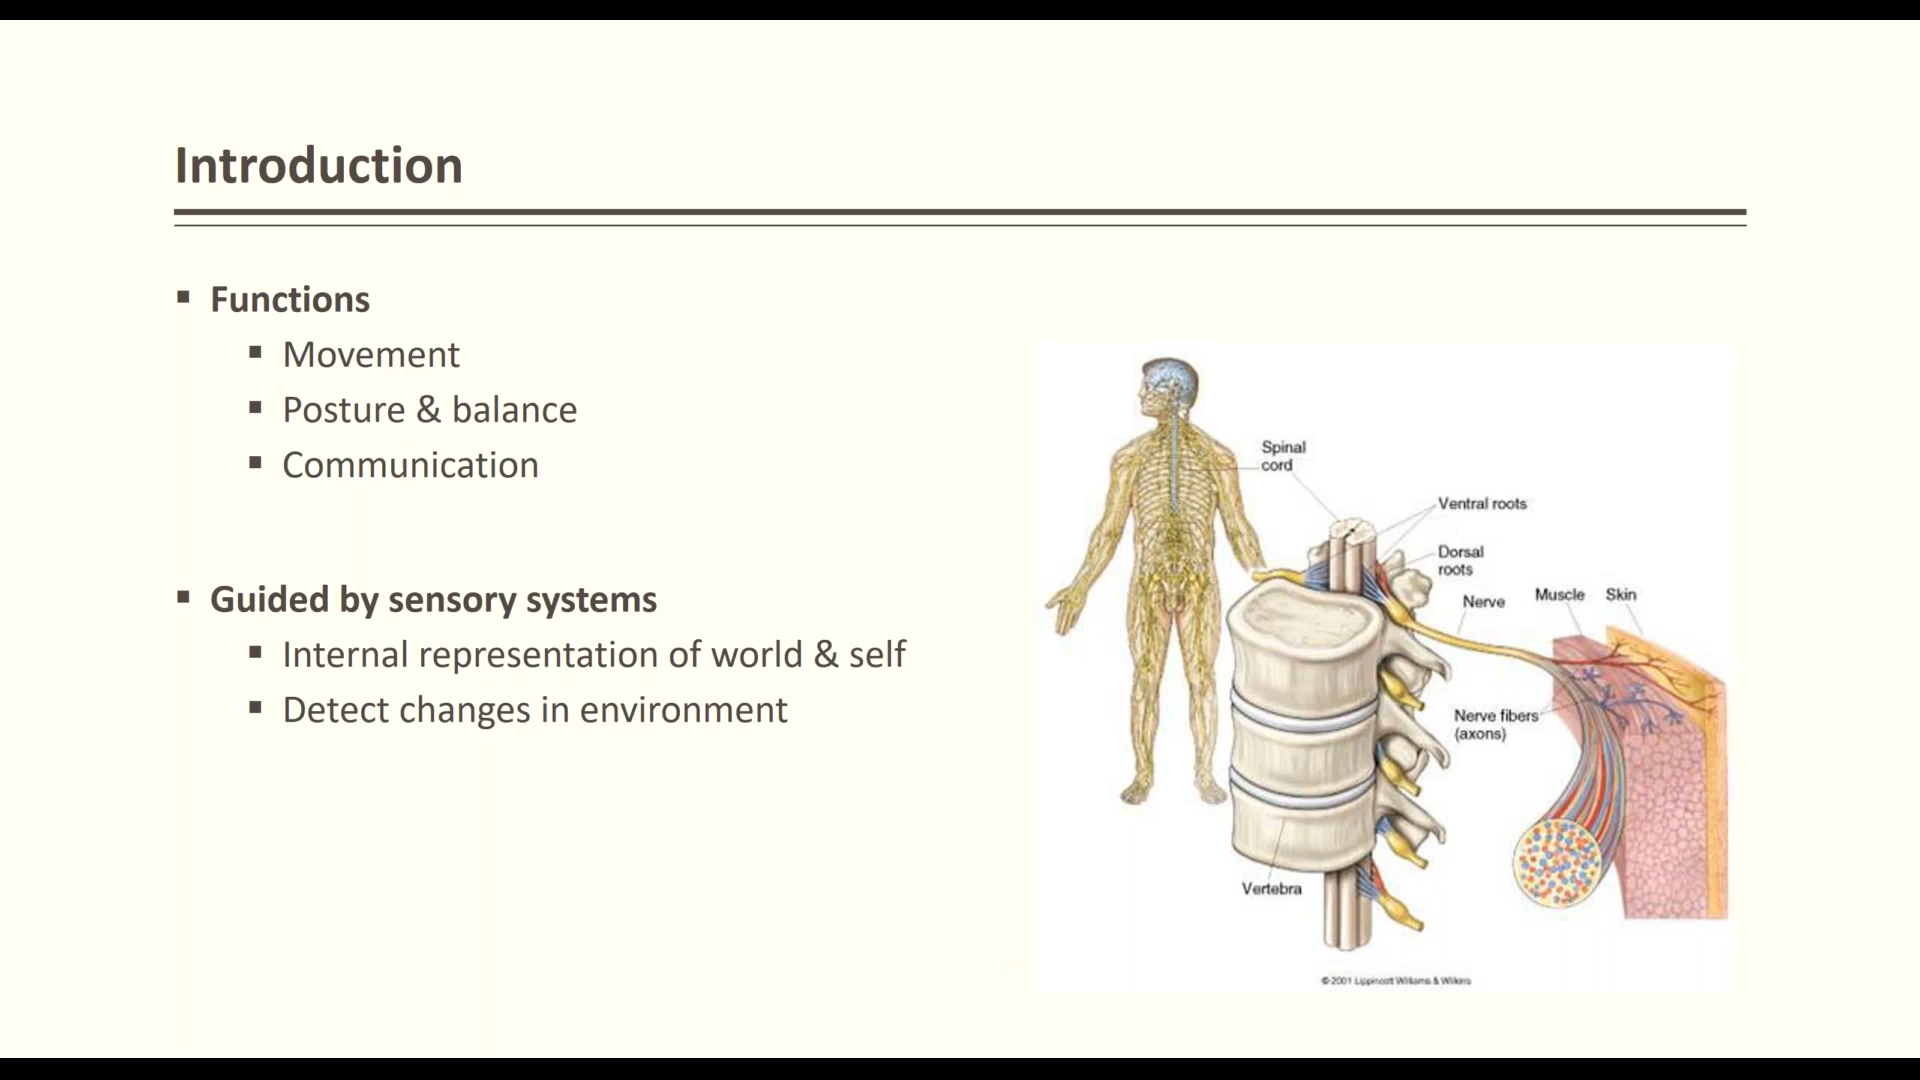 Introduction
Functions
Movement
Posture & balance
Communication
Guided by sensory systems
Internal representation of world & self
Detect changes in environment
Spinal
cord
Ventral roots
Dorsal
roots
Nerve
Muscle
Skin
Nerve fibers
(axons)
Vertebra
© 2001 Lippincott Williams & Wilkins